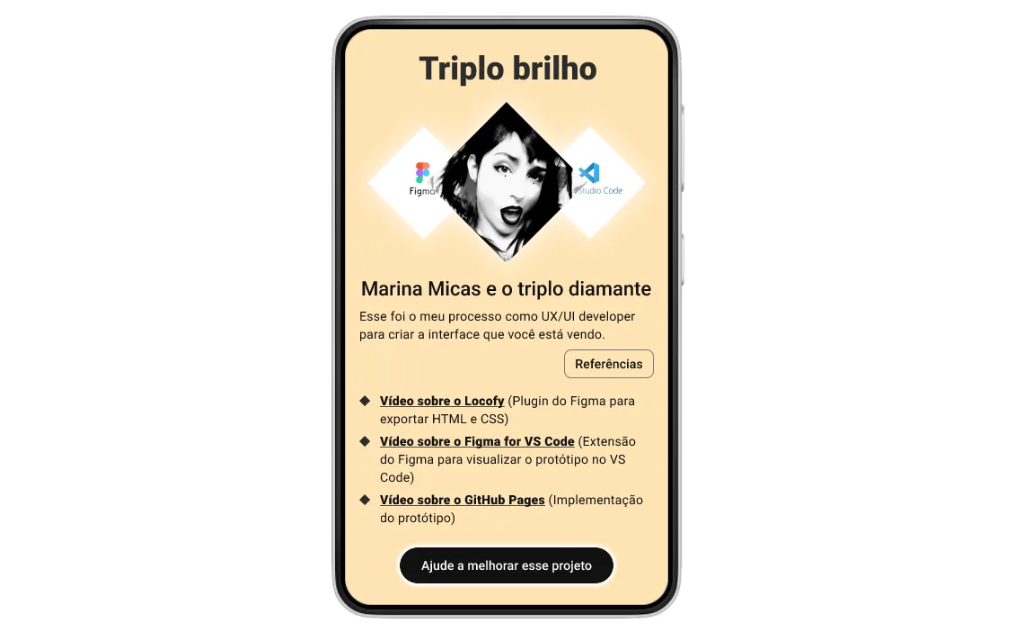 Triplo brilho
Figma
Studio Code
Marina Micas e o triplo diamante
Esse foi o meu processo como UX/UI developer
para criar a interface que você está vendo.
Referências
Vídeo sobre o Locofy (Plugin do Figma para
exportar HTML e CSS)
Vídeo sobre o Figma for VS Code (Extensão
do Figma para visualizar o protótipo no VS
Code)
Vídeo sobre o GitHub Pages (Implementação
do protótipo)
Ajude a melhorar esse projeto